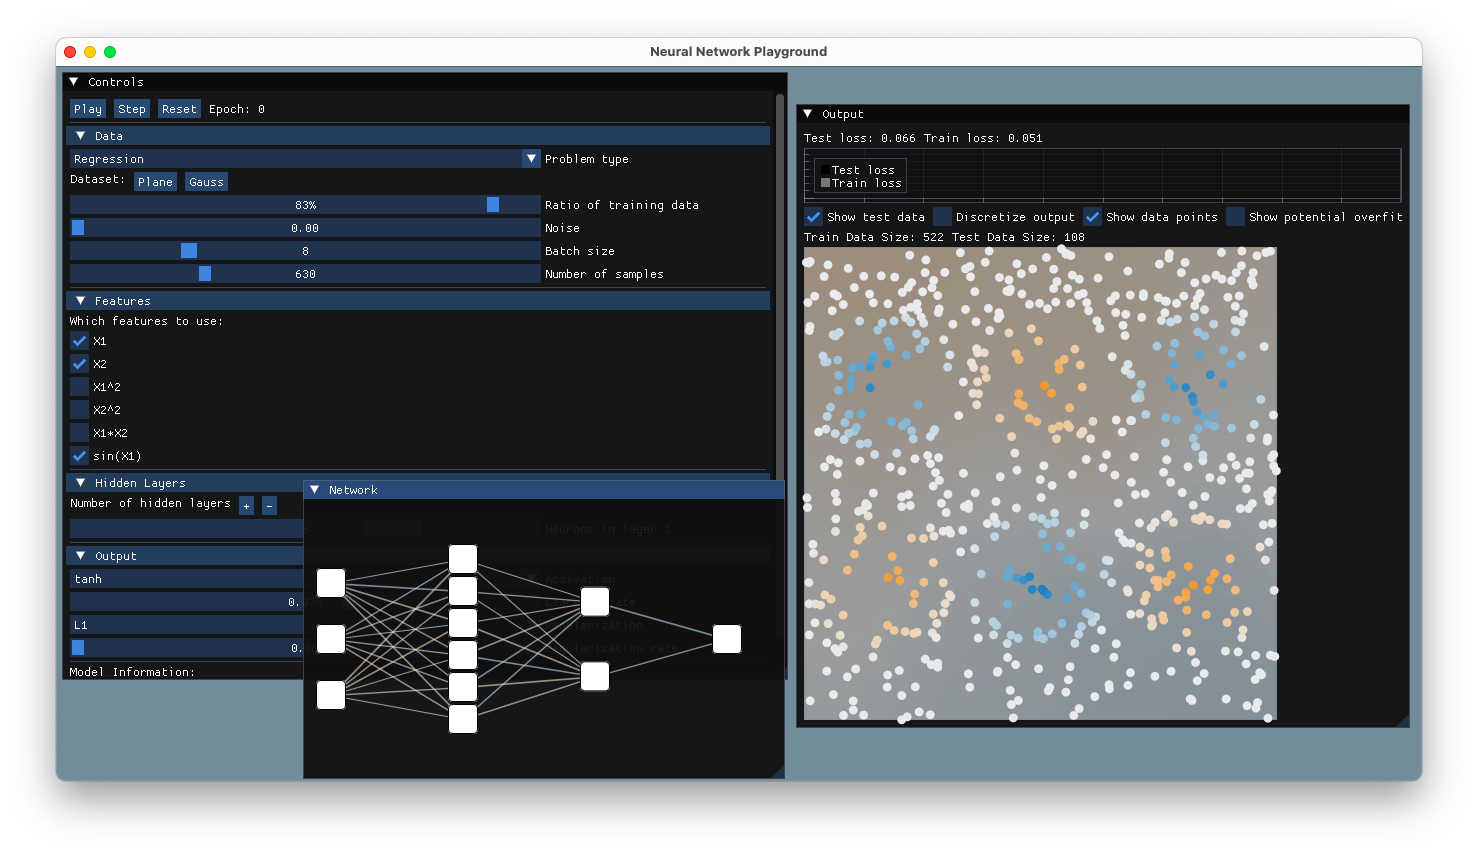 Neural Network Playground
Controls
Play Step Reset Epoch: 0
Data
Regression Problem type
Dataset: Plane Gauss
83% Ratio of training data
0.00 Noise
8 Batch size
630 Number of samples
Features
Which features to use:
X1
X2
X1^2
X2^2
X1*X2
sin(X1)
Hidden Layers
Number of hidden layers + -
Neurons in layer 1
Output
tanh Activation
0.
L1
0.
Model Information:
Network
Output
Test loss: 0.066 Train loss: 0.051
Test loss
Train loss
Show test data Discretize output Show data points Show potential overfit
Train Data Size: 522 Test Data Size: 108